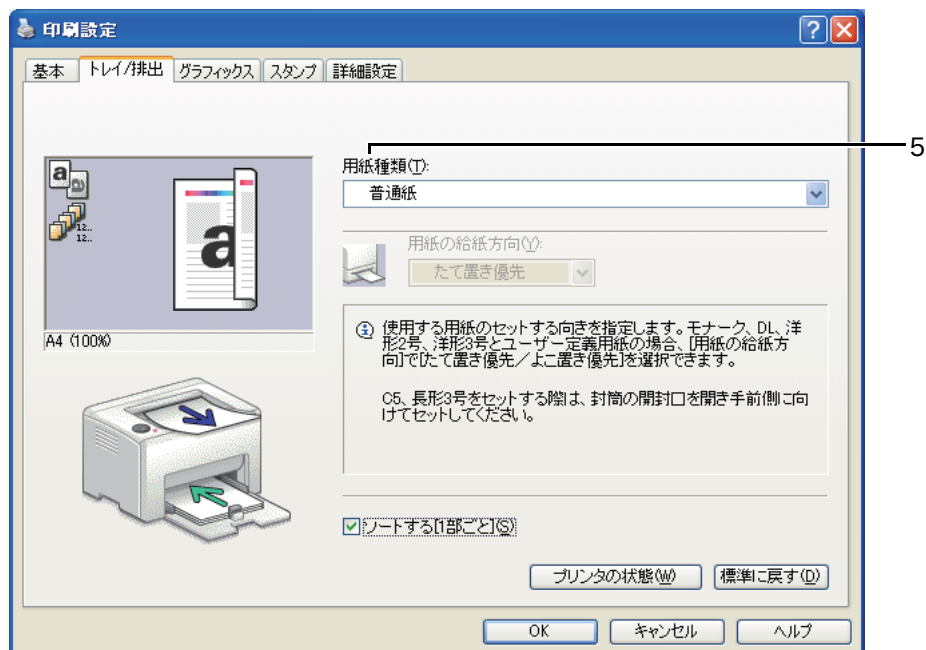 印刷設定
基本 トレイ/排出 グラフィックス スタンプ 詳細設定
5
用紙種類(T):
普通紙
a
a
12..
12..
a
用紙の給紙方向(Y):
たて置き優先
A4 (100%)
使用する用紙のセットする向きを指定します。モナーク、DL、洋
形2号、洋形3号とユーザー定義用紙の場合、[用紙の給紙方
向]で[たて置き優先／よこ置き優先]を選択できます。
C5、長形3号をセットする際は、封筒の開封口を開き手前側に向
けてセットしてください。
ソートする[1部ごと](S)
プリンタの状態(W) 標準に戻す(D)
OK キャンセル ヘルプ